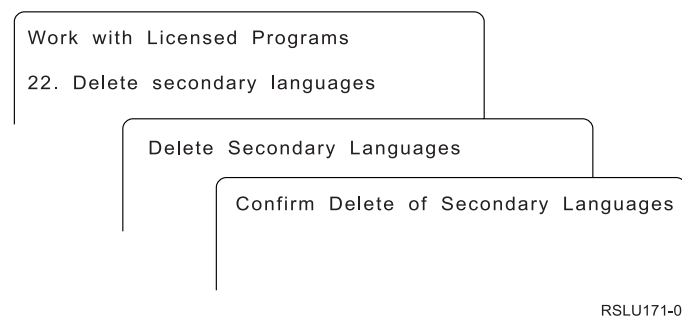 Work with Licensed Programs
22. Delete secondary languages
Delete Secondary Languages
Confirm Delete of Secondary Languages
RSLU171-0